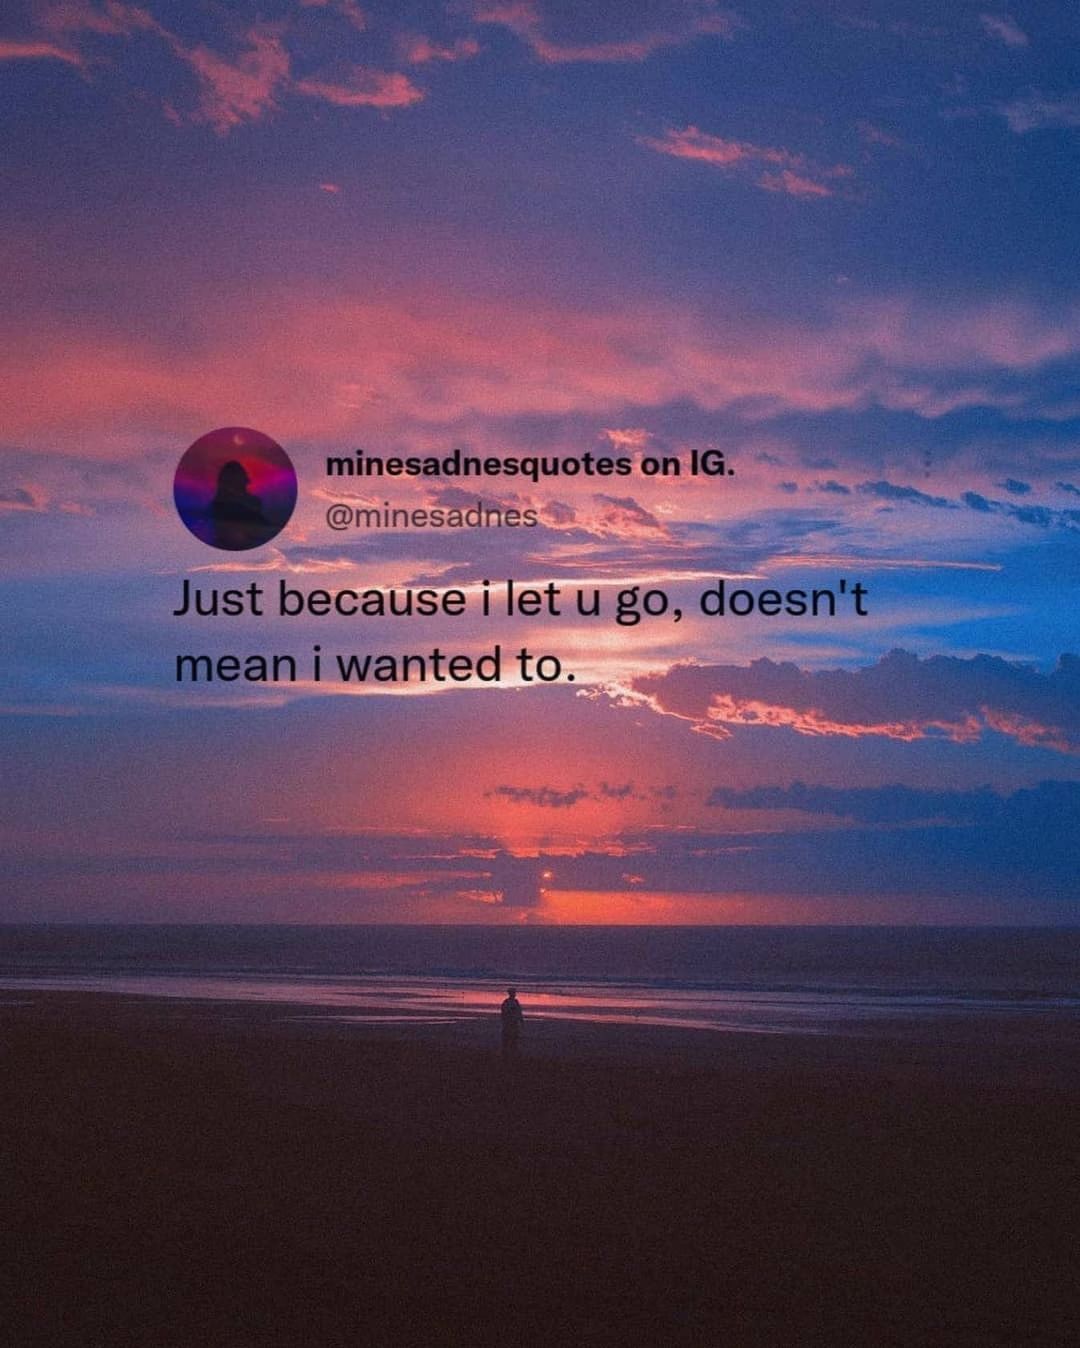 minesadnesquotes on IG.
@minesadnes
Just because i let u go, doesn't
mean i wanted to.